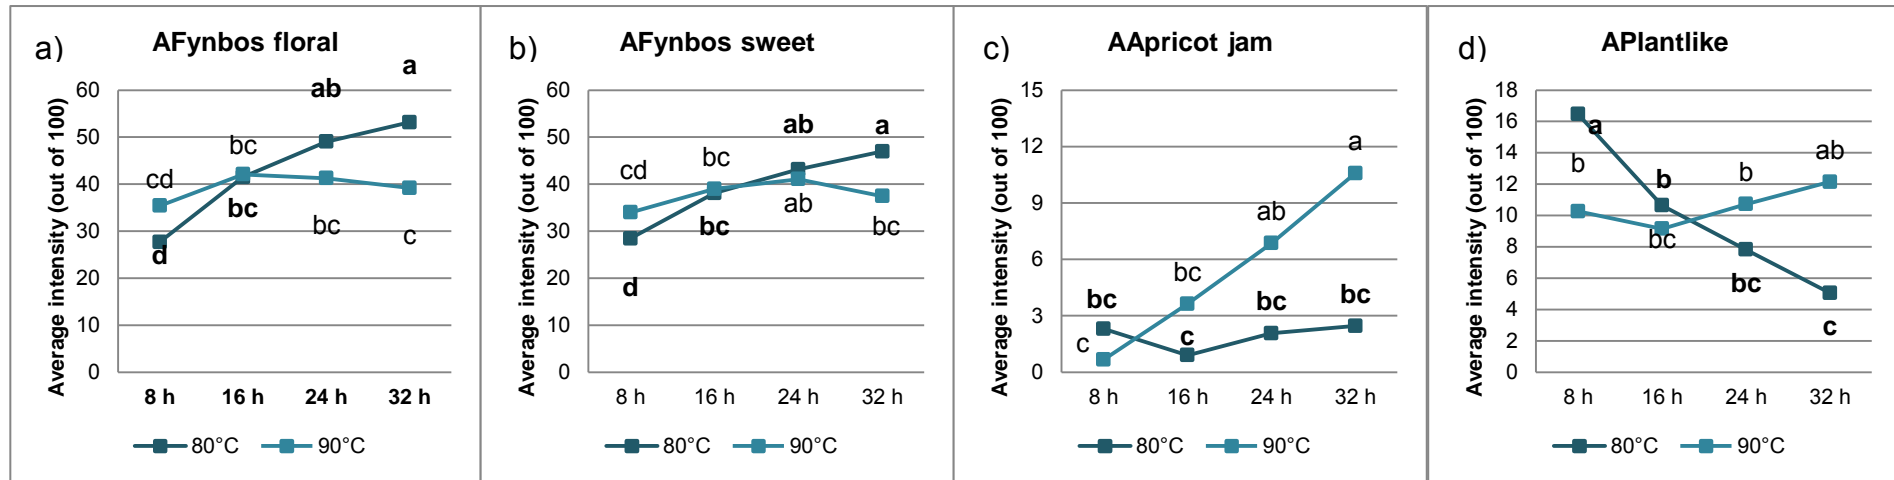 a)
AFynbos floral
Average intensity (out of 100)
60
50
40
30
20
10
0
a
ab
bc
cd
bc
bc
c
d
8 h 16 h 24 h 32 h
80°C 90°C
b)
AFynbos sweet
Average intensity (out of 100)
60
50
40
30
20
10
0
ab
a
bc
cd
ab
bc
bc
d
8 h 16 h 24 h 32 h
80°C 90°C
c)
AApricot jam
Average intensity (out of 100)
15
12
9
6
3
0
a
ab
bc
bc
bc
bc
c
c
8 h 16 h 24 h 32 h
80°C 90°C
d)
APlantlike
Average intensity (out of 100)
18
16
14
12
10
8
6
4
2
0
a
b
ab
b
b
bc
bc
c
8 h 16 h 24 h 32 h
80°C 90°C